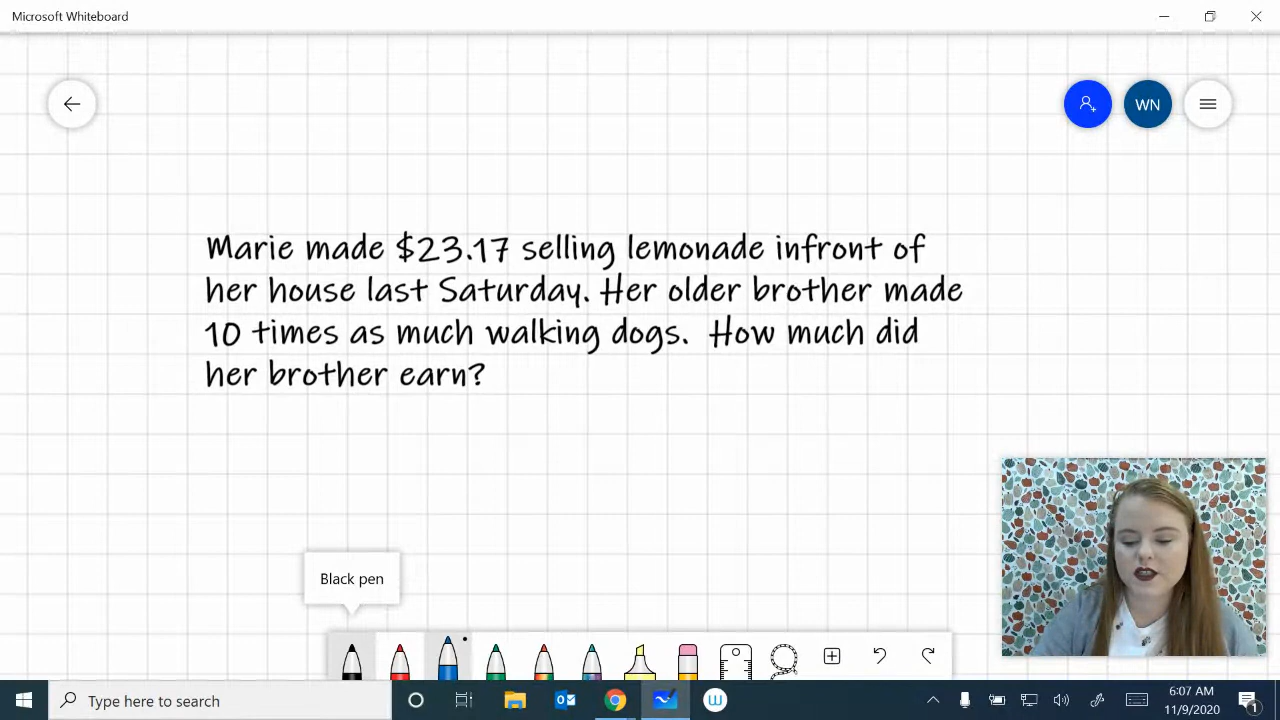 Microsoft Whiteboard
WN
Marie made $23.17 selling lemonade infront of
her house last Saturday. Her older brother made
10 times as much walking dogs. How much did
her brother earn?
Black pen
Type here to search
6:07 AM
11/9/2020
1